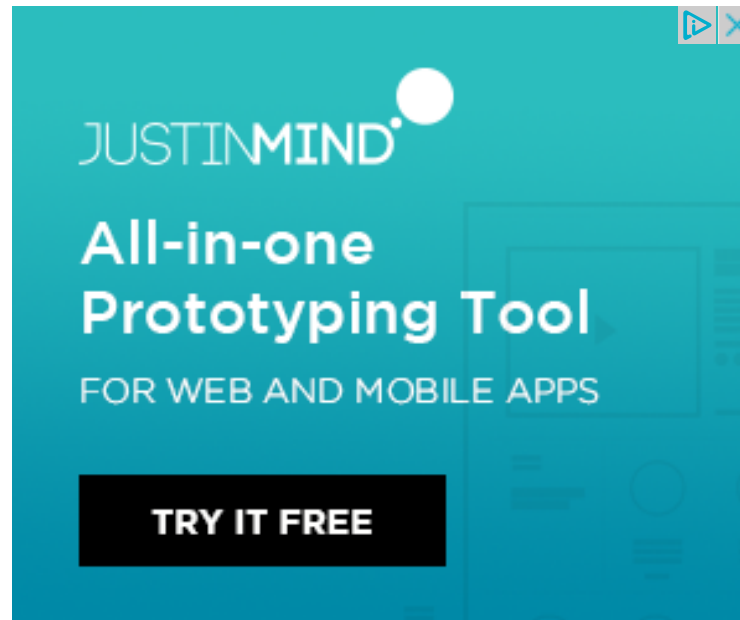 JUSTINMIND
All-in-one
Prototyping Tool
FOR WEB AND MOBILE APPS
TRY IT FREE